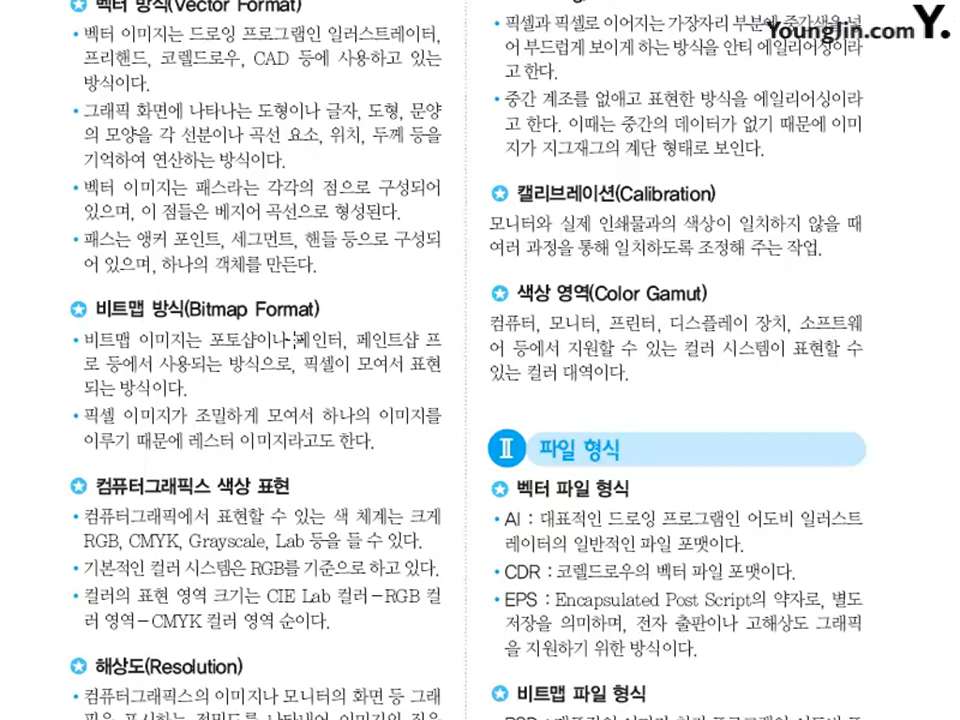 벡터 방식(Vector Format)
• 벡터 이미지는 드로잉 프로그램인 일러스트레이터,
프리핸드, 코렐드로우, CAD 등에 사용하고 있는
방식이다.
• 그래픽 화면에 나타나는 도형이나 글자, 도형, 문양
의 모양을 각 선분이나 곡선 요소, 위치, 두께 등을
기억하여 연산하는 방식이다.
• 벡터 이미지는 패스라는 각각의 점으로 구성되어
있으며, 이 점들은 베지어 곡선으로 형성된다.
• 패스는 앵커 포인트, 세그먼트, 핸들 등으로 구성되
어 있으며, 하나의 객체를 만든다.
비트맵 방식(Bitmap Format)
• 비트맵 이미지는 포토샵이나 페인터, 페인트샵 프
로 등에서 사용되는 방식으로, 픽셀이 모여서 표현
되는 방식이다.
• 픽셀 이미지가 조밀하게 모여서 하나의 이미지를
이루기 때문에 레스터 이미지라고도 한다.
컴퓨터그래픽스 색상 표현
• 컴퓨터그래픽에서 표현할 수 있는 색 체계는 크게
RGB, CMYK, Grayscale, Lab 등을 들 수 있다.
• 기본적인 컬러 시스템은 RGB를 기준으로 하고 있다.
• 컬러의 표현 영역 크기는 CIE Lab 컬러-RGB 컬
러 영역-CMYK 컬러 영역 순이다.
해상도(Resolution)
• 컴퓨터그래픽스의 이미지나 모니터의 화면 등 그래
• 픽셀과 픽셀로 이어지는 가장자리 부분에 중간색을 넣
어 부드럽게 보이게 하는 방식을 안티 에일리어싱이라
고 한다.
• 중간 계조를 없애고 표현한 방식을 에일리어싱이라
고 한다. 이때는 중간의 데이터가 없기 때문에 이미
지가 지그재그의 계단 형태로 보인다.
캘리브레이션(Calibration)
모니터와 실제 인쇄물과의 색상이 일치하지 않을 때
여러 과정을 통해 일치하도록 조정해 주는 작업.
색상 영역(Color Gamut)
컴퓨터, 모니터, 프린터, 디스플레이 장치, 소프트웨
어 등에서 지원할 수 있는 컬러 시스템이 표현할 수
있는 컬러 대역이다.
Ⅱ 파일 형식
벡터 파일 형식
• AI : 대표적인 드로잉 프로그램인 어도비 일러스트
레이터의 일반적인 파일 포맷이다.
• CDR : 코렐드로우의 벡터 파일 포맷이다.
• EPS : Encapsulated Post Script의 약자로, 별도
저장을 의미하며, 전자 출판이나 고해상도 그래픽
을 지원하기 위한 방식이다.
비트맵 파일 형식
YoungJin.com Y.